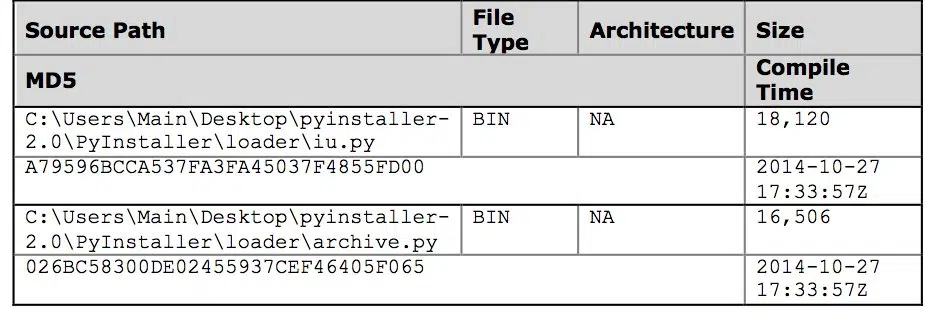 Source Path File Type Architecture Size
MD5 Compile Time
C:\Users\Main\Desktop\pyinstaller- BIN NA 18,120
2.0\PyInstaller\loader\iu.py
A79596BCCA537FA3FA45037F4855FD00 2014-10-27
17:33:57Z
C:\Users\Main\Desktop\pyinstaller- BIN NA 16,506
2.0\PyInstaller\loader\archive.py
026BC58300DE02455937CEF46405F065 2014-10-27
17:33:57Z